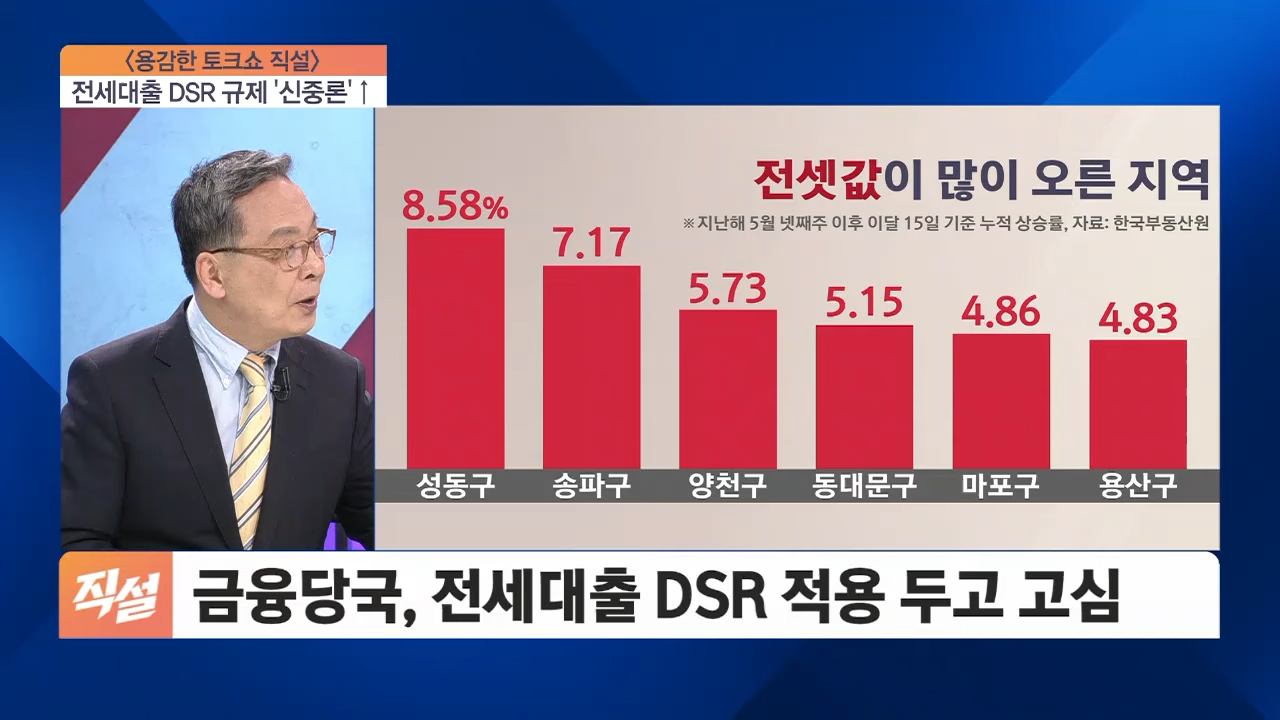 〈용감한 토크쇼 직설〉
전세대출 DSR 규제 '신중론'↑
전셋값이 많이 오른 지역
※ 지난해 5월 넷째주 이후 이달 15일 기준 누적 상승률, 자료: 한국부동산원
8.58%
7.17
5.73
5.15
4.86
4.83
성동구 송파구 양천구 동대문구 마포구 용산구
직설
금융당국, 전세대출 DSR 적용 두고 고심